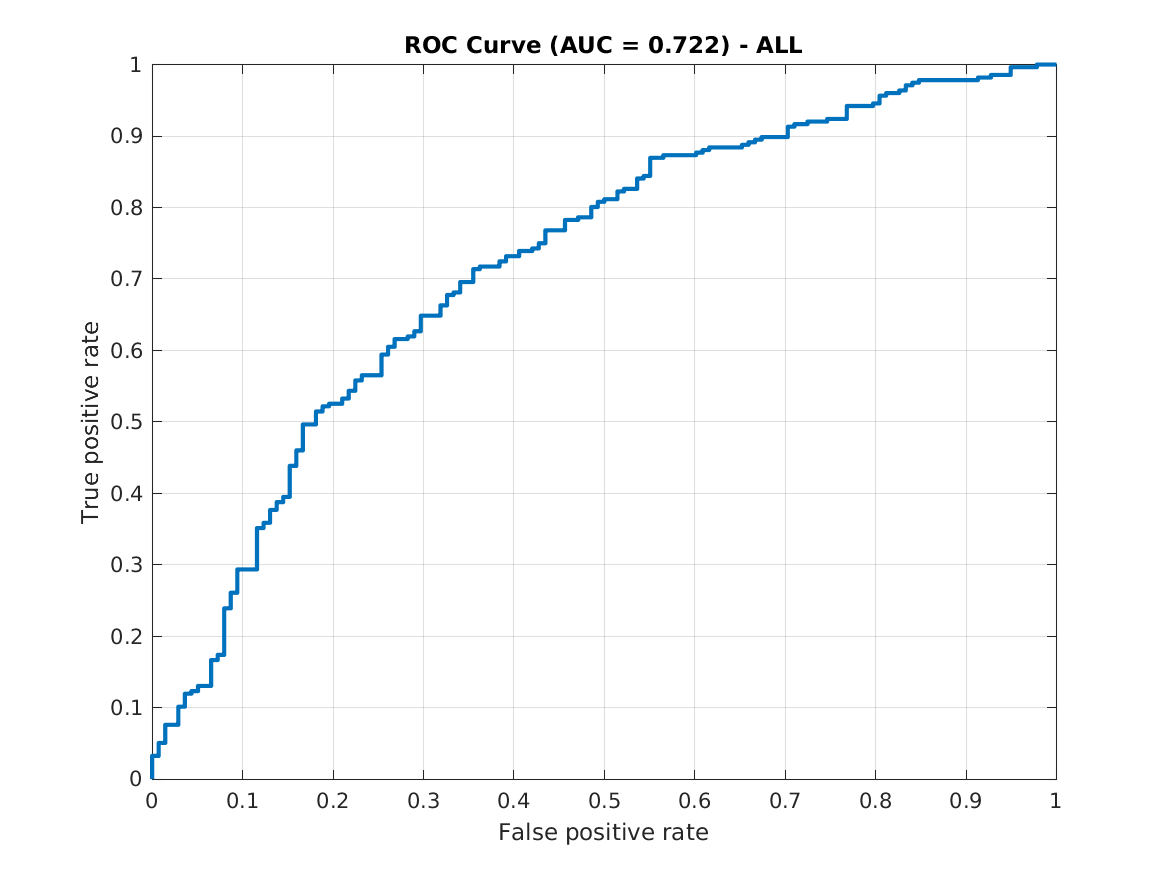 ROC Curve (AUC = 0.722) - ALL
1
0.9
0.8
0.7
0.6
0.5
0.4
0.3
0.2
0.1
0
True positive rate
0 0.1 0.2 0.3 0.4 0.5 0.6 0.7 0.8 0.9 1
False positive rate